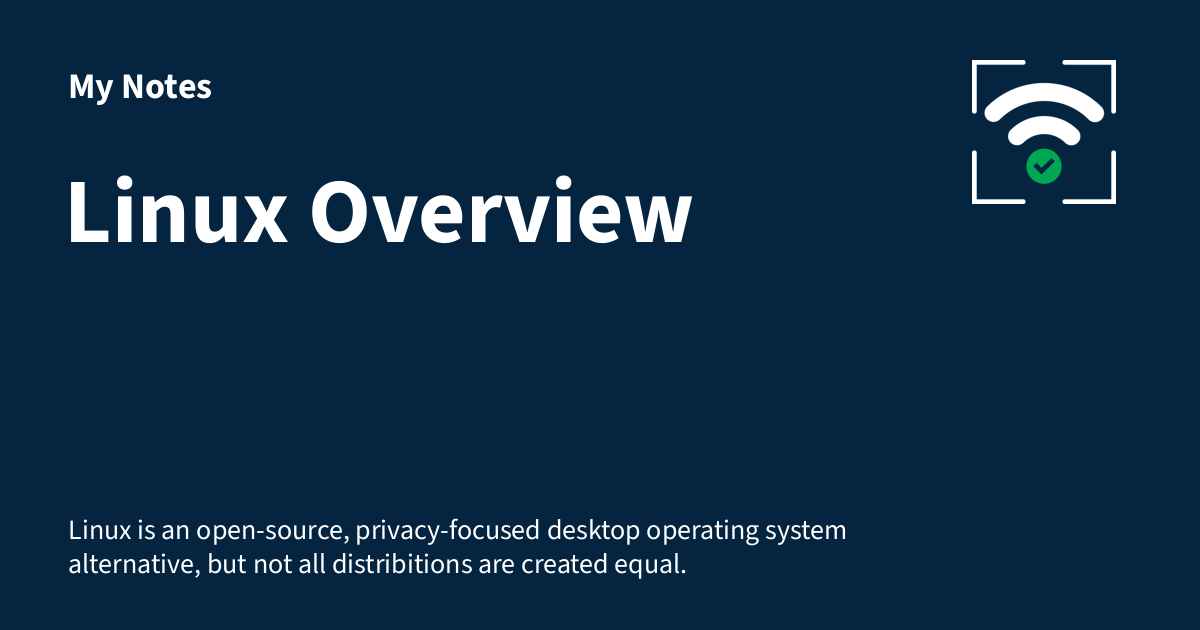 My Notes
Linux Overview
Linux is an open-source, privacy-focused desktop operating system
alternative, but not all distribitions are created equal.